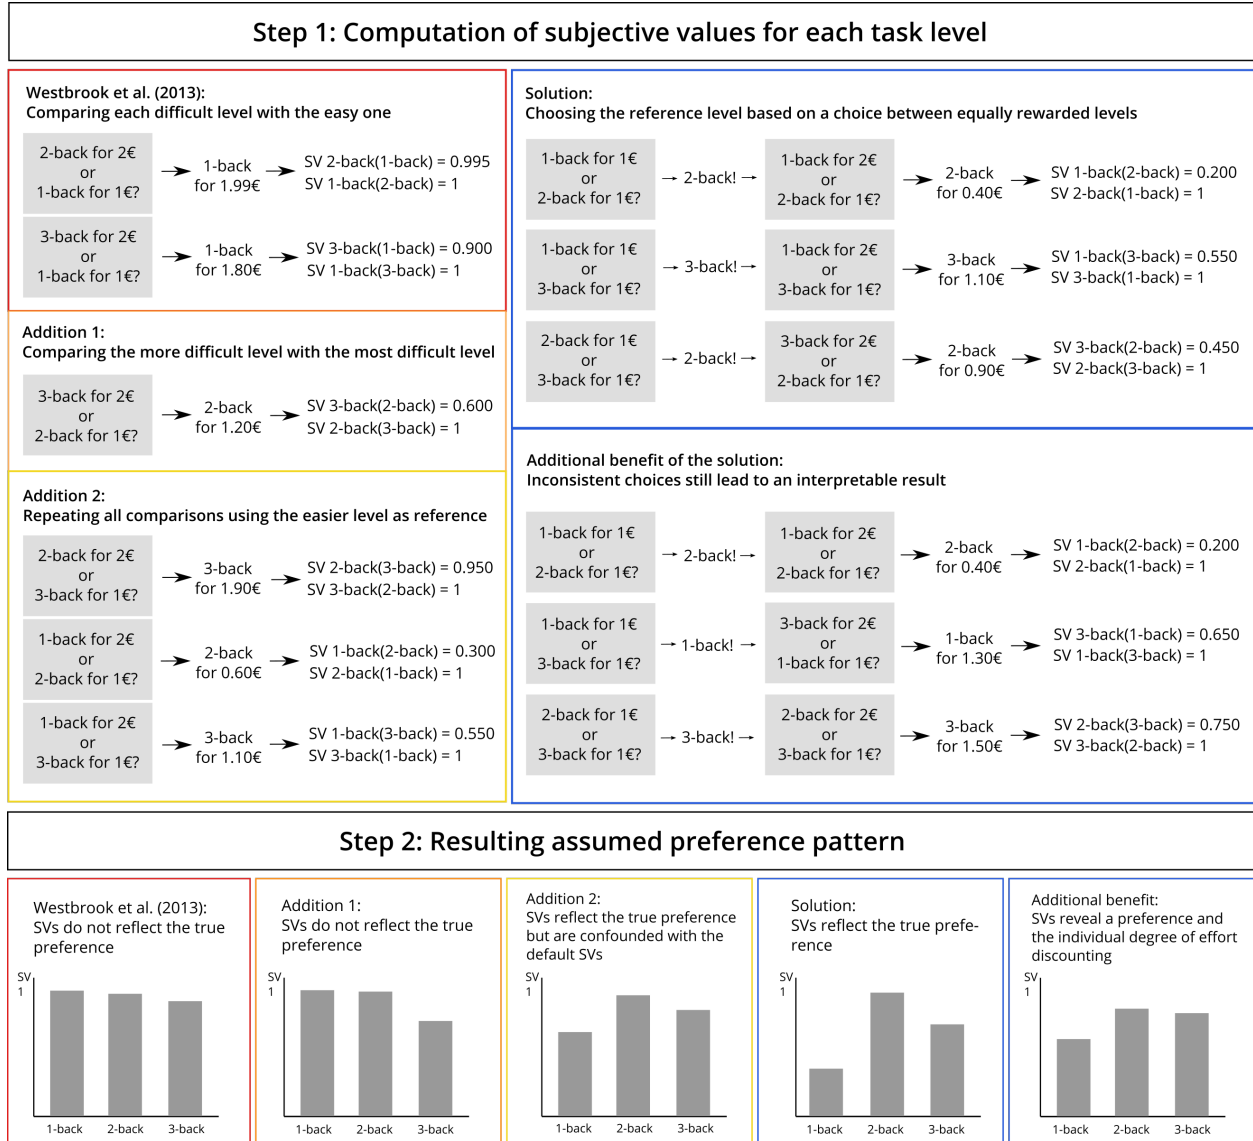 Step 1: Computation of subjective values for each task level
Westbrook et al. (2013):
Comparing each difficult level with the easy one
2-back for 2€
or
1-back for 1€?
1-back
for 1.99€
SV 2-back(1-back) = 0.995
SV 1-back(2-back) = 1
3-back for 2€
or
1-back for 1€?
1-back
for 1.80€
SV 3-back(1-back) = 0.900
SV 1-back(3-back) = 1
Addition 1:
Comparing the more difficult level with the most difficult level
3-back for 2€
or
2-back for 1€?
2-back
for 1.20€
SV 3-back(2-back) = 0.600
SV 2-back(3-back) = 1
Addition 2:
Repeating all comparisons using the easier level as reference
2-back for 2€
or
3-back for 1€?
3-back
for 1.90€
SV 2-back(3-back) = 0.950
SV 3-back(2-back) = 1
1-back for 2€
or
2-back for 1€?
2-back
for 0.60€
SV 1-back(2-back) = 0.300
SV 2-back(1-back) = 1
1-back for 2€
or
3-back for 1€?
3-back
for 1.10€
SV 1-back(3-back) = 0.550
SV 3-back(1-back) = 1
Solution:
Choosing the reference level based on a choice between equally rewarded levels
1-back for 1€
or
2-back for 1€?
2-back!
1-back for 2€
or
2-back for 1€?
2-back
for 0.40€
SV 1-back(2-back) = 0.200
SV 2-back(1-back) = 1
1-back for 1€
or
3-back for 1€?
3-back!
1-back for 2€
or
3-back for 1€?
3-back
for 1.10€
SV 1-back(3-back) = 0.550
SV 3-back(1-back) = 1
2-back for 1€
or
3-back for 1€?
2-back!
3-back for 2€
or
2-back for 1€?
2-back
for 0.90€
SV 3-back(2-back) = 0.450
SV 2-back(3-back) = 1
Additional benefit of the solution:
Inconsistent choices still lead to an interpretable result
1-back for 1€
or
2-back for 1€?
2-back!
1-back for 2€
or
2-back for 1€?
2-back
for 0.40€
SV 1-back(2-back) = 0.200
SV 2-back(1-back) = 1
1-back for 1€
or
3-back for 1€?
1-back!
3-back for 2€
or
1-back for 1€?
1-back
for 1.30€
SV 3-back(1-back) = 0.650
SV 1-back(3-back) = 1
2-back for 1€
or
3-back for 1€?
3-back!
2-back for 2€
or
3-back for 1€?
3-back
for 1.50€
SV 2-back(3-back) = 0.750
SV 3-back(2-back) = 1
Step 2: Resulting assumed preference pattern
Westbrook et al. (2013):
SVs do not reflect the true
preference
SV
1
1-back 2-back 3-back
Addition 1:
SVs do not reflect the true
preference
SV
1
1-back 2-back 3-back
Addition 2:
SVs reflect the true preference
but are confounded with the
default SVs
SV
1
1-back 2-back 3-back
Solution:
SVs reflect the true prefe-
rence
SV
1
1-back 2-back 3-back
Additional benefit:
SVs reveal a preference and
the individual degree of effort
discounting
SV
1
1-back 2-back 3-back